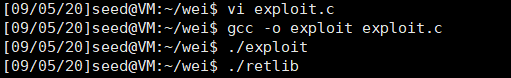 [09/05/20]seed@VM:~/wei$ vi exploit.c
[09/05/20]seed@VM:~/wei$ gcc -o exploit exploit.c
[09/05/20]seed@VM:~/wei$ ./exploit
[09/05/20]seed@VM:~/wei$ ./retlib